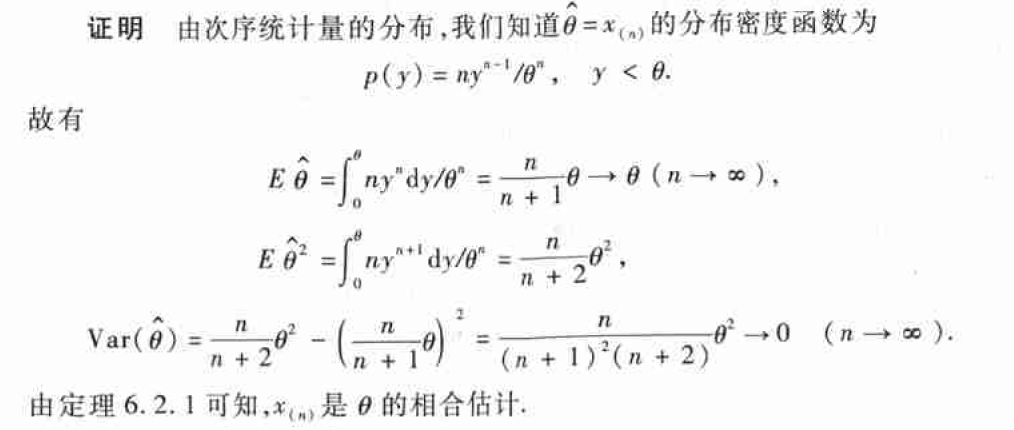 证明 由次序统计量的分布,我们知道 $\hat{\theta}=x_{(n)}$ 的分布密度函数为
$p(y)=ny^{n-1}/\theta^{n},\quad y<\theta.$
故有
$E\hat{\theta}=\int_{0}^{\theta}ny^{n}\mathrm{d}y/\theta^{n}=\frac{n}{n+1}\theta\to\theta\ (n\to\infty),$
$E\hat{\theta}^{2}=\int_{0}^{\theta}ny^{n+1}\mathrm{d}y/\theta^{n}=\frac{n}{n+2}\theta^{2},$
$\mathrm{Var}(\hat{\theta})=\frac{n}{n+2}\theta^{2}-\left(\frac{n}{n+1}\theta\right)^{2}=\frac{n}{(n+1)^{2}(n+2)}\theta^{2}\to 0\quad(n\to\infty).$
由定理 6.2.1 可知,$x_{(n)}$ 是 $\theta$ 的相合估计.